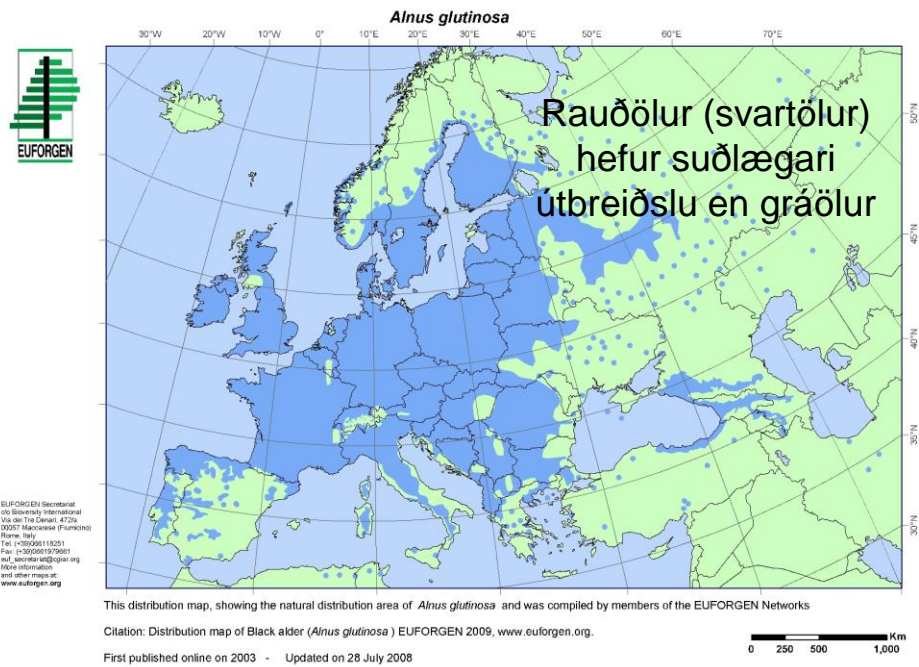 Alnus glutinosa
30°W 20°W 10°W 0° 10°E 20°E 30°E 40°E 50°E 60°E 70°E
EUFORGEN
Rauðölur (svartölur)
hefur suðlægari
útbreiðslu en gráölur
50°N
45°N
40°N
35°N
30°N
EUFORGEN Secretariat
c/o Bioversity International
Via dei Tre Denari, 472/a
00057 Maccarese (Fiumicino)
Rome, Italy
Tel. (+39)066118251
Fax: (+39)0661979661
euf_secretariat@cgiar.org
More information
and other maps at:
www.euforgen.org
This distribution map, showing the natural distribution area of Alnus glutinosa and was compiled by members of the EUFORGEN Networks
Citation: Distribution map of Black alder (Alnus glutinosa ) EUFORGEN 2009, www.euforgen.org.
First published online on 2003 - Updated on 28 July 2008
Km
0 250 500 1,000